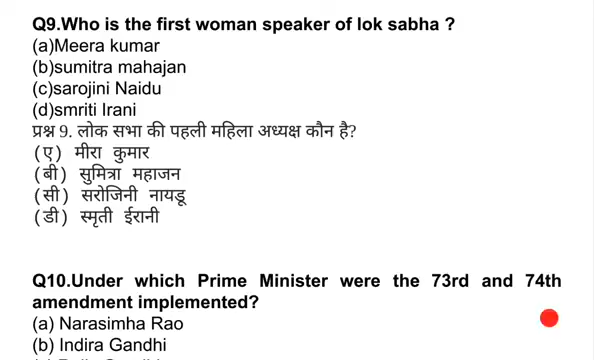 Q9.Who is the first woman speaker of lok sabha ?
(a)Meera kumar
(b)sumitra mahajan
(c)sarojini Naidu
(d)smriti Irani
प्रश्न 9. लोक सभा की पहली महिला अध्यक्ष कौन है?
(ए) मीरा कुमार
(बी) सुमित्रा महाजन
(सी) सरोजिनी नायडू
(डी) स्मृती ईरानी
Q10.Under which Prime Minister were the 73rd and 74th
amendment implemented?
(a) Narasimha Rao
(b) Indira Gandhi